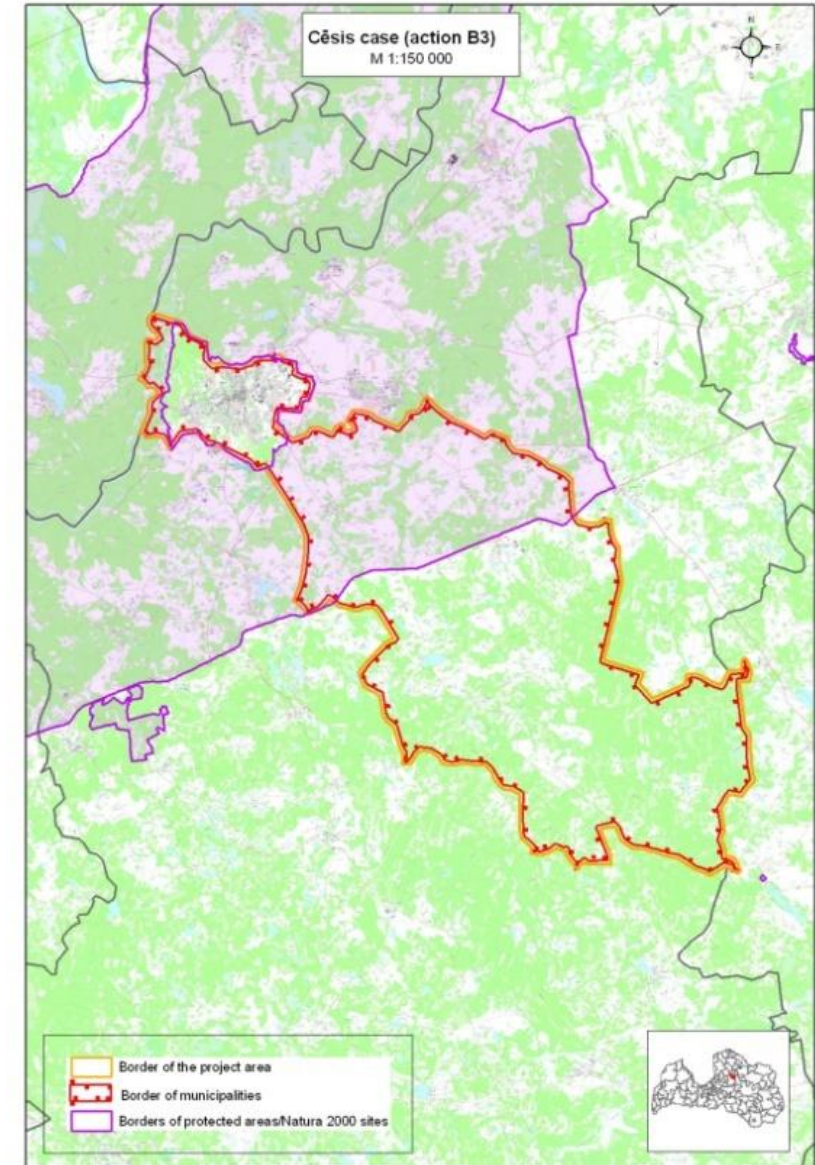 Cēsis case (action B3)
M 1:150 000
N
Border of the project area
Border of municipalities
Borders of protected areas/Natura 2000 sites